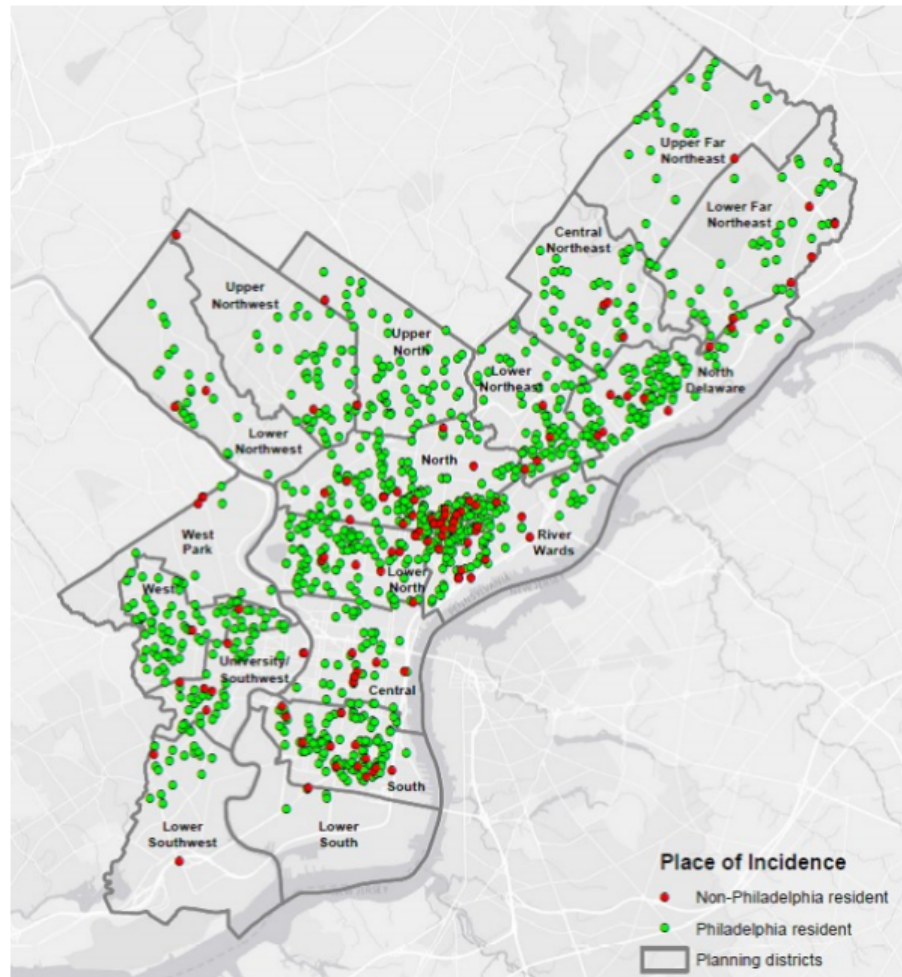 Upper Far
Northeast
Lower Far
Northeast
Central
Northeast
Upper
Northwest
Upper
North
Lower
Northeast
North
Delaware
Lower
Northwest
North
West
Park
River
Wards
Lower
North
West
University/
Southwest
Central
South
Lower
Southwest
Lower
South
Place of Incidence
Non-Philadelphia resident
Philadelphia resident
Planning districts